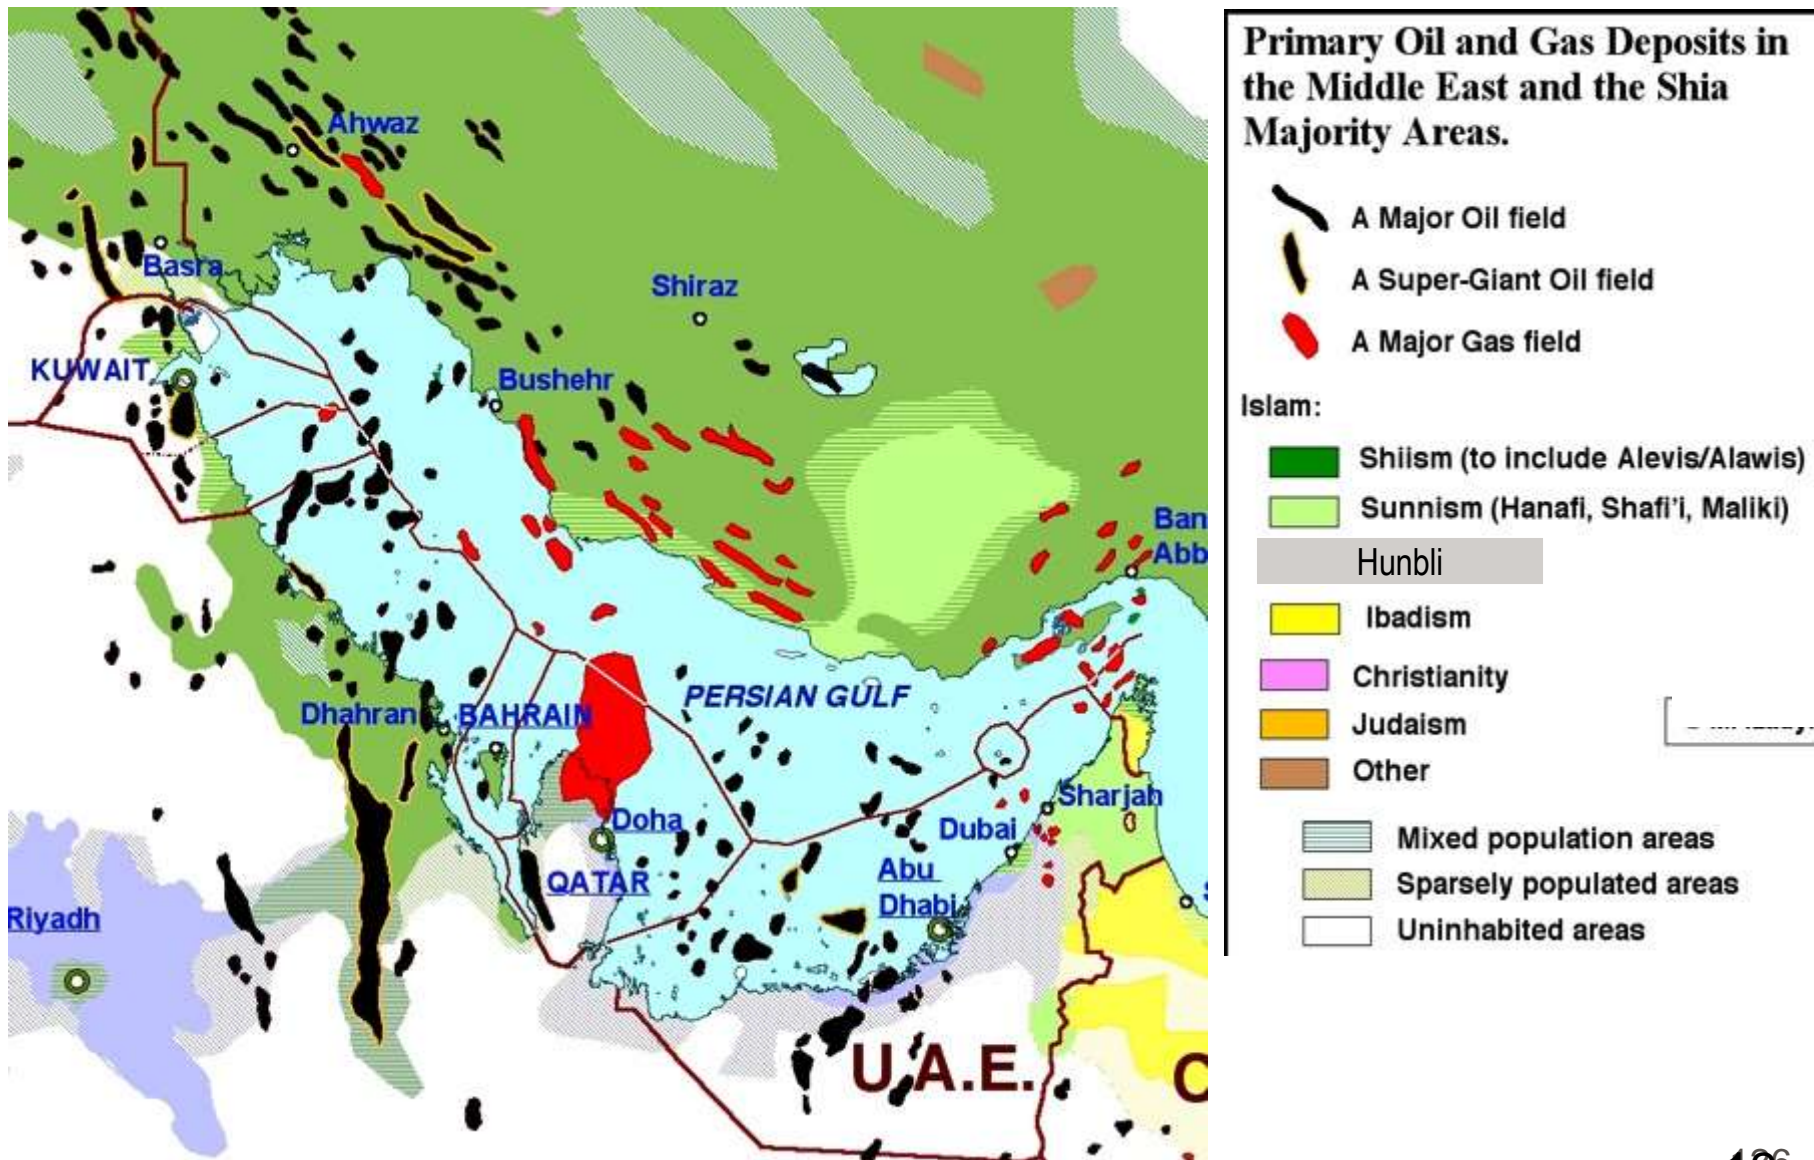 Ahwaz
Basra
Shiraz
KUWAIT
Bushehr
Ban
Abb
PERSIAN GULF
Dhahran
BAHRAIN
Sharjah
Doha
Dubai
QATAR
Abu
Dhabi
Riyadh
S
U.A.E.
O
Primary Oil and Gas Deposits in
the Middle East and the Shia
Majority Areas.
A Major Oil field
A Super-Giant Oil field
A Major Gas field
Islam:
Shiism (to include Alevis/Alawis)
Sunnism (Hanafi, Shafi'i, Maliki)
Hunbli
Ibadism
Christianity
Judaism
Other
Mixed population areas
Sparsely populated areas
Uninhabited areas